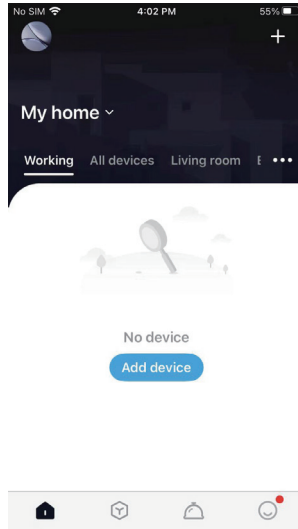 No SIM 4:02 PM 55%
My home
Working All devices Living room
No device
Add device